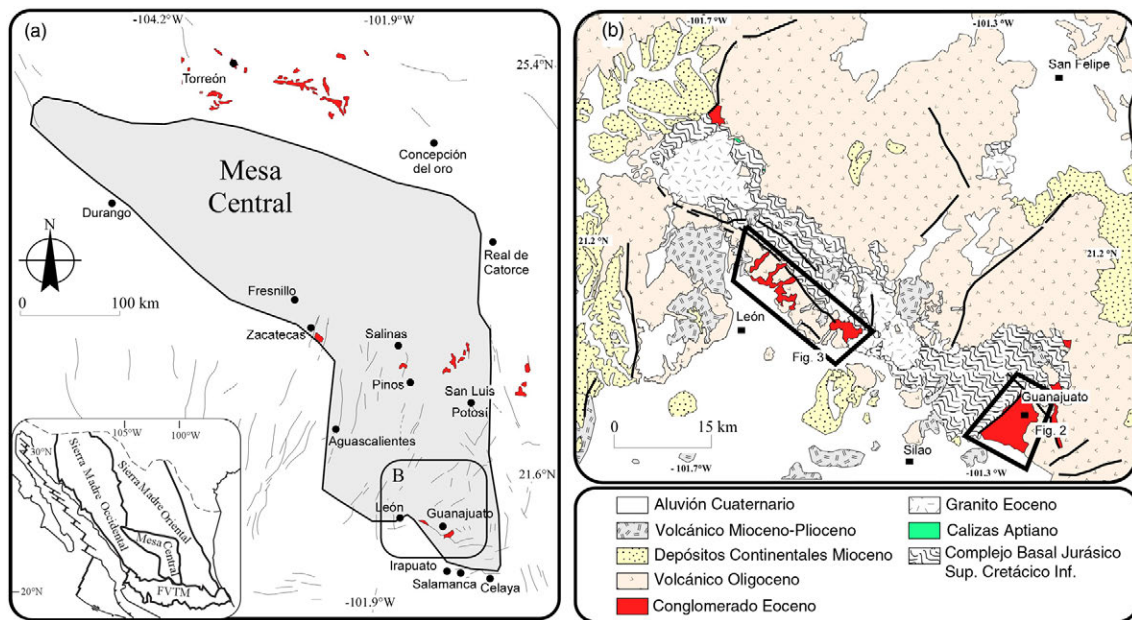 (a)
-104.2°W
-101.9°W
25.4°N
Torreón
Concepción
del oro
Mesa
Central
Durango
N
100 km
0
Real de
Catorce
Fresnillo
Zacatecas
Salinas
Pinos
San Luis
Potosí
Aguascalientes
B
21.6°N
León
Guanajuato
Irapuato
Salamanca
Celaya
-101.9°W
105°
100°
30°N
20°N
Sierra Madre Occidental
Sierra Madre Oriental
Mesa
Central
FVTM
(b)
-101.7 °W
-101.3 °W
San Felipe
21.2 °N
21.2 °N
León
Fig. 3
0
15 km
Guanajuato
Fig. 2
Silao
-101.7°W
-101.3 °W
Aluvión Cuaternario
Volcánico Mioceno-Plioceno
Depósitos Continentales Mioceno
Volcánico Oligoceno
Conglomerado Eoceno
Granito Eoceno
Calizas Aptiano
Complejo Basal Jurásico
Sup. Cretácico Inf.